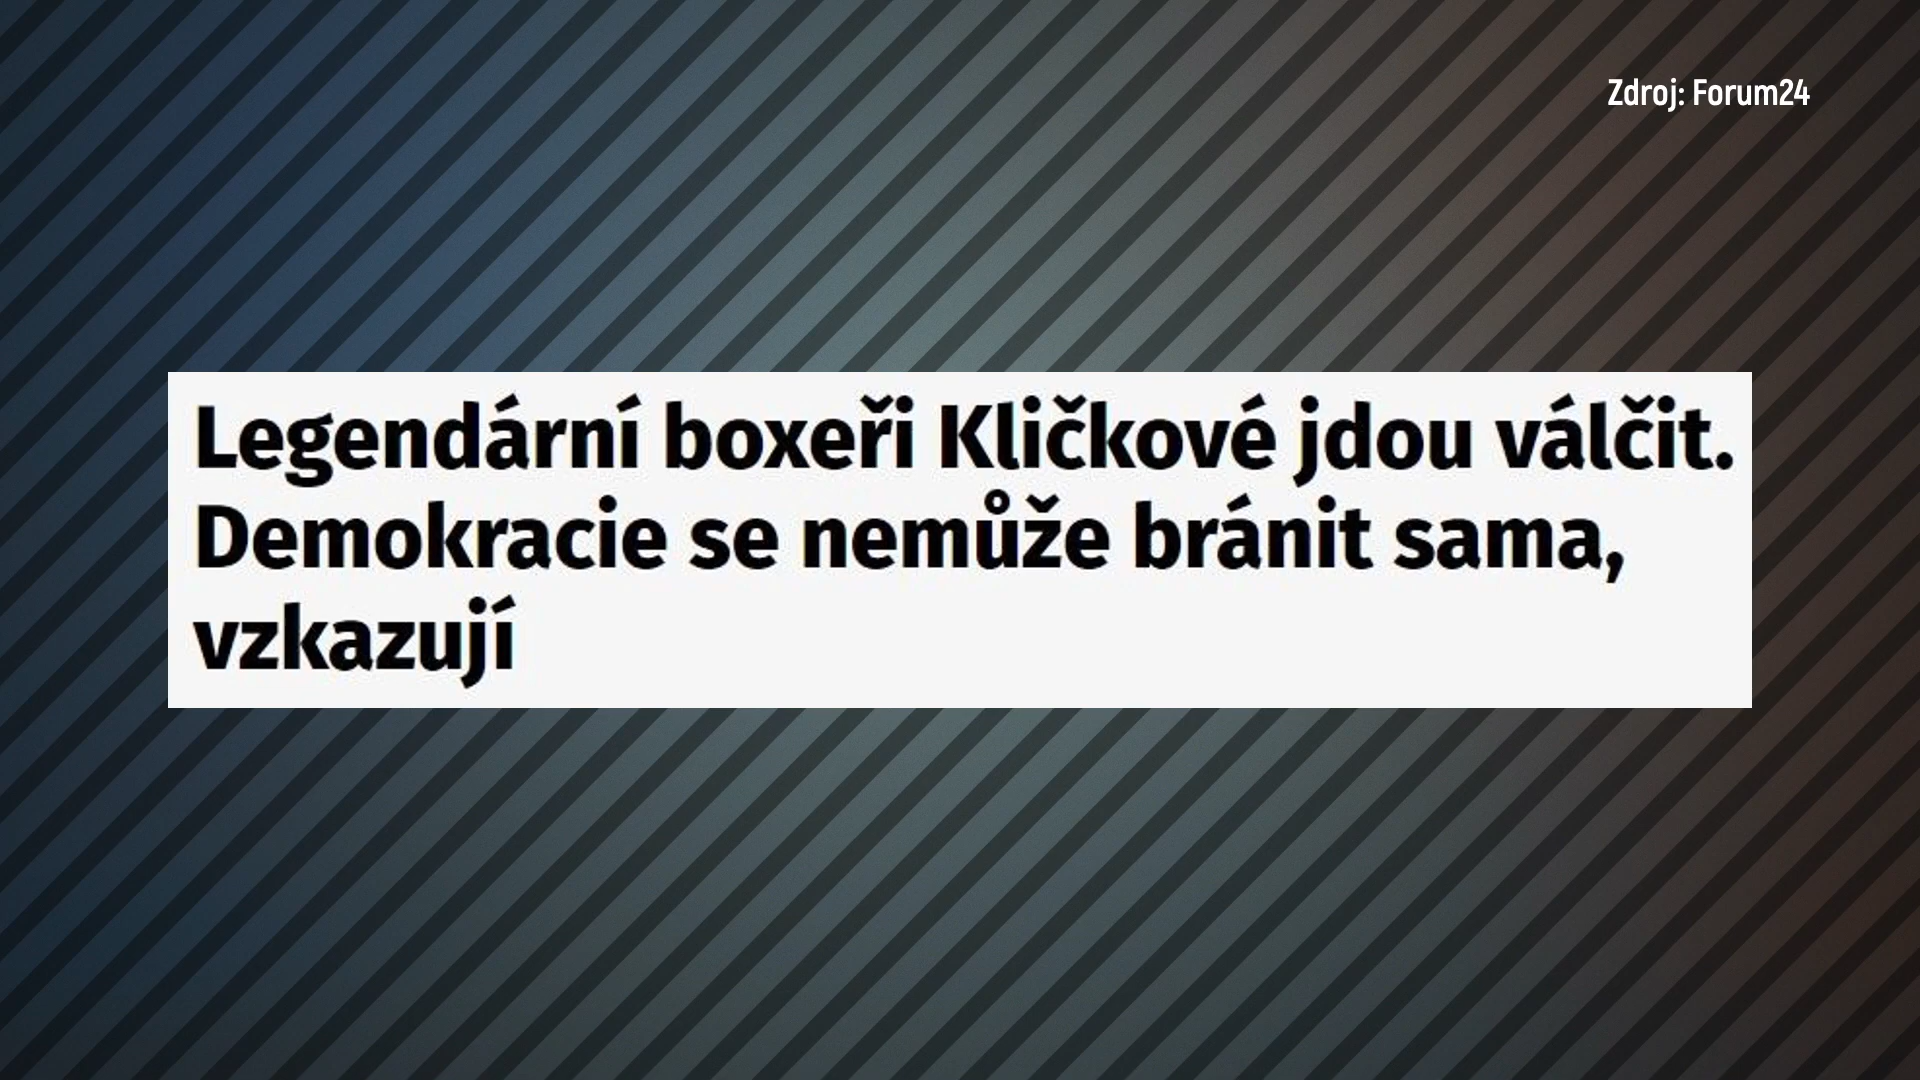 Zdroj: Forum24
Legendární boxeři Kličkové jdou válčit.
Demokracie se nemůže bránit sama,
vzkazují